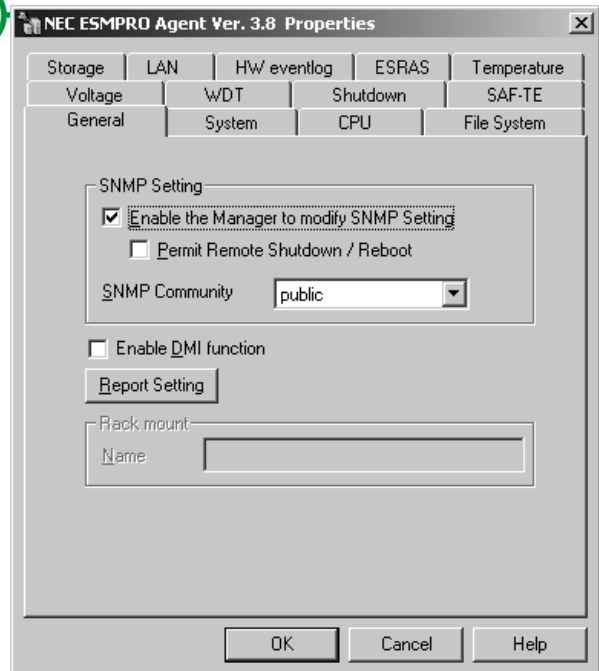 NEC ESMPRO Agent Ver. 3.8 Properties
Storage LAN HW eventlog ESRAS Temperature
Voltage WDT Shutdown SAF-TE
General System CPU File System
SNMP Setting
Enable the Manager to modify SNMP Setting
Permit Remote Shutdown / Reboot
SNMP Community public
Enable DMI function
Report Setting
Rack mount
Name
OK Cancel Help